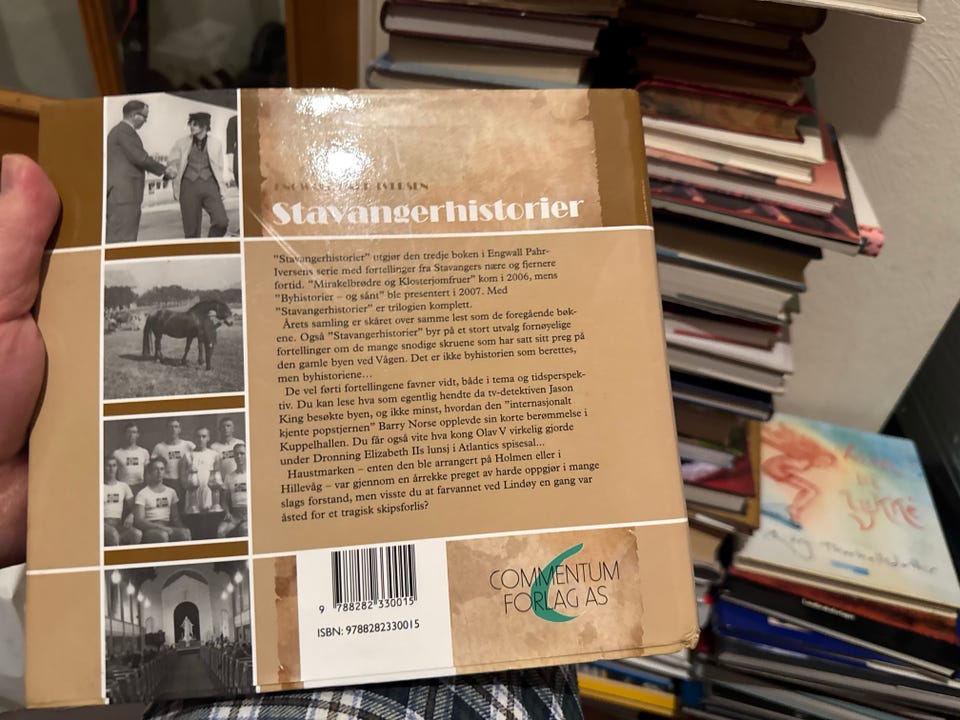 ENGWALL PAHR-IVERSEN
Stavangerhistorier
"Stavangerhistorier" utgjør den tredje boken i Engwall Pahr-
Iversens serie med fortellinger fra Stavangers nære og fjernere
fortid. "Mirakelbrødre og Klosterjomfruer" kom i 2006, mens
"Byhistorier – og sånt" ble presentert i 2007. Med
"Stavangerhistorier" er trilogien komplett.
Årets samling er skåret over samme lest som de foregående bøk-
ene. Også "Stavangerhistorier" byr på et stort utvalg fornøyelige
fortellinger om de mange snodige skruene som har satt sitt preg på
den gamle byen ved Vågen. Det er ikke byhistorien som berettes,
men byhistoriene...
De vel førti fortellingene favner vidt, både i tema og tidsperspek-
tiv. Du kan lese hva som egentlig hendte da tv-detektiven Jason
King besøkte byen, og ikke minst, hvordan den "internasjonalt
kjente popstjernen" Barry Norse opplevde sin korte berømmelse i
Kuppelhallen. Du får også vite hva kong Olav V virkelig gjorde
under Dronning Elizabeth IIs lunsj i Atlantics spisesal...
Haustmarken – enten den ble arrangert på Holmen eller i
Hillevåg – var gjennom en årrekke preget av harde oppgjør i mange
slags forstand, men visste du at farvannet ved Lindøy en gang var
åsted for et tragisk skipsforlis?
9 788282 330015
ISBN: 9788282330015
COMMENTUM
FORLAG AS